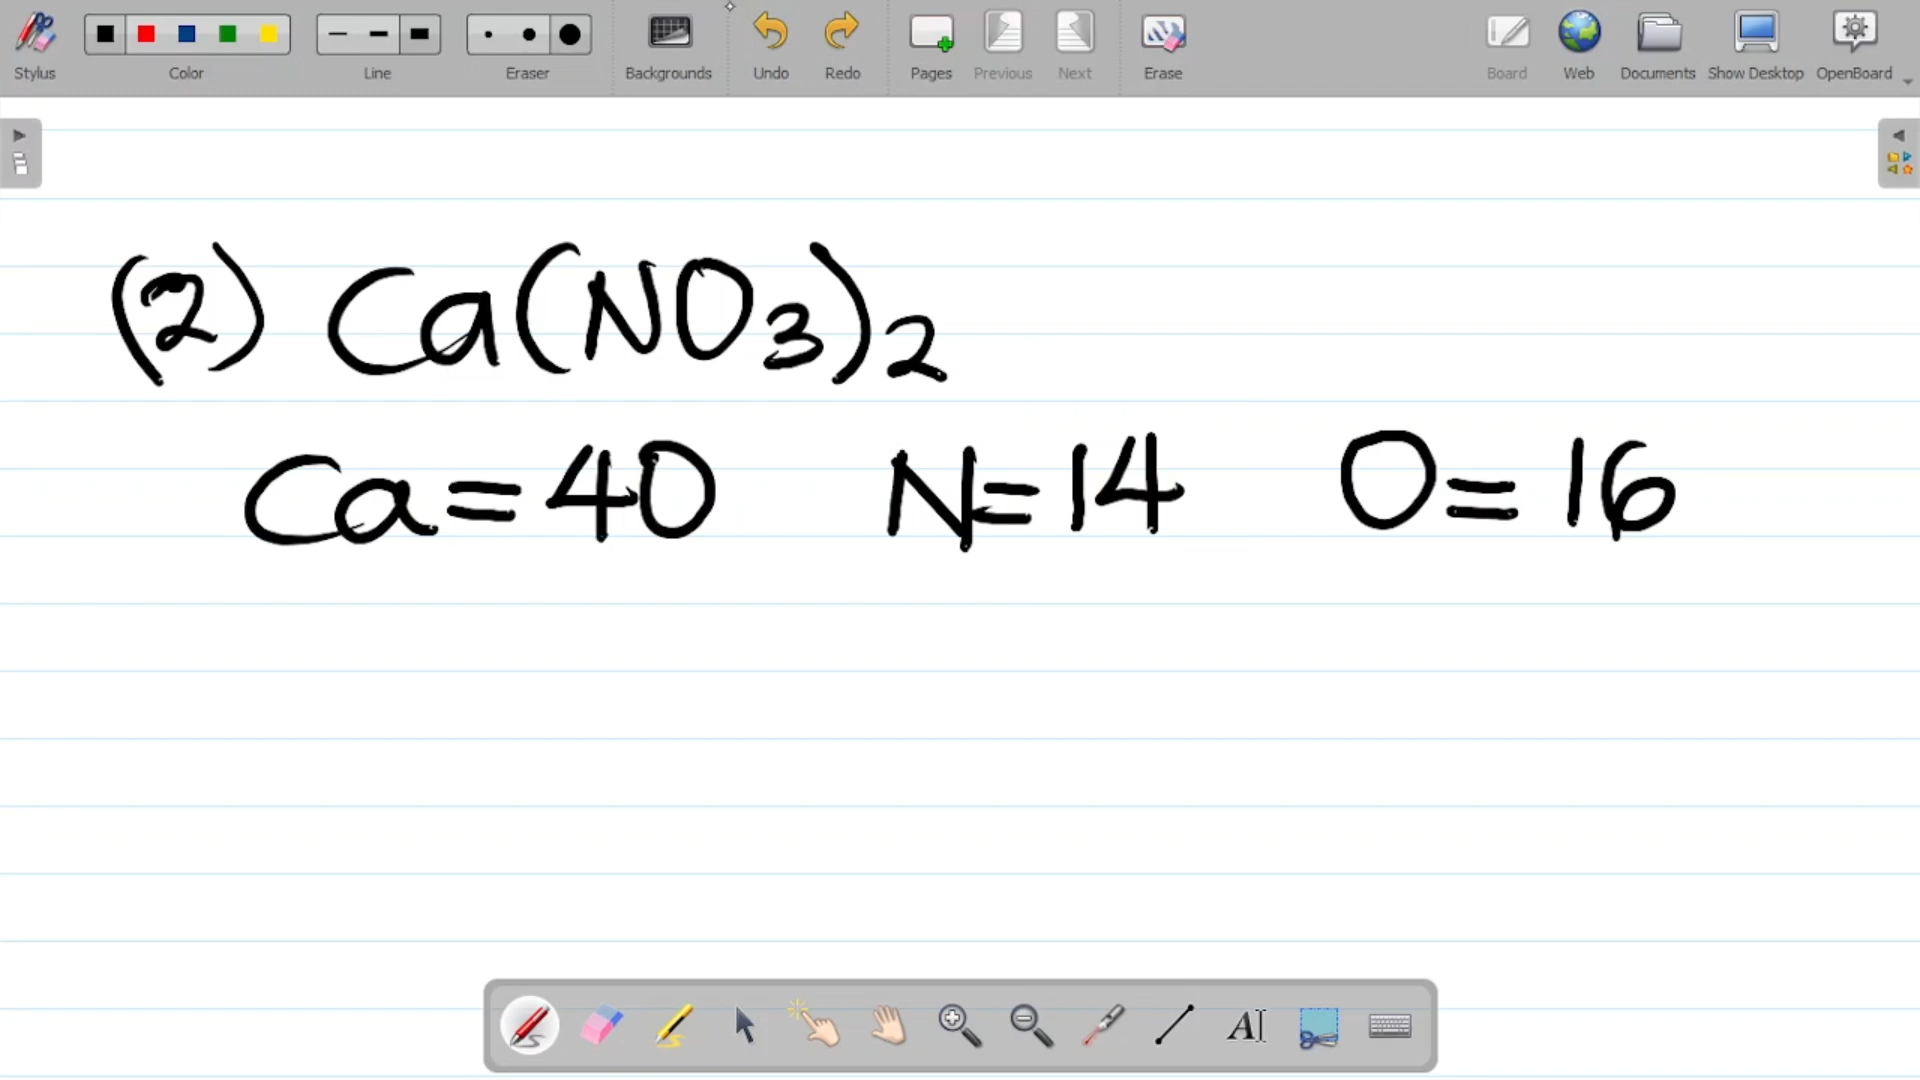 Stylus Color Line Eraser Backgrounds Undo Redo Pages Previous Next Erase Board Web Documents Show Desktop OpenBoard
(2) Ca(NO₃)₂
Ca=40 N=14 O=16
AI